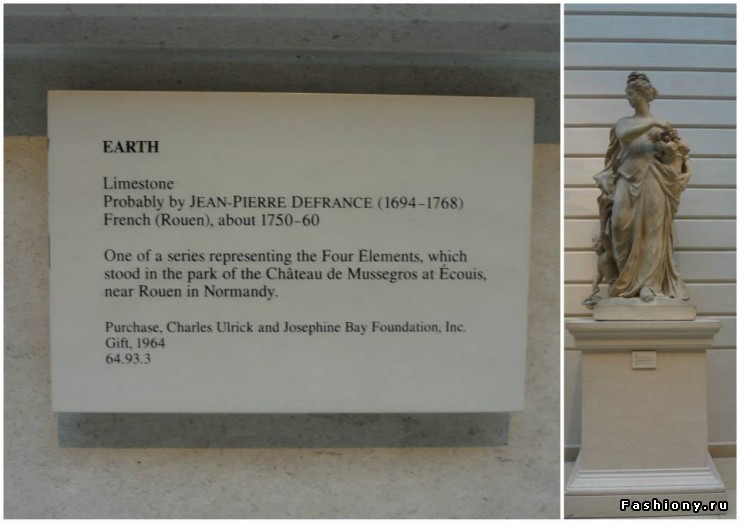 EARTH
Limestone
Probably by JEAN-PIERRE DEFRANCE (1694-1768)
French (Rouen), about 1750-60
One of a series representing the Four Elements, which
stood in the park of the Château de Mussegros at Écouis,
near Rouen in Normandy.
Purchase, Charles Ulrick and Josephine Bay Foundation, Inc.
Gift, 1964
64.93.3
Fashiony.ru